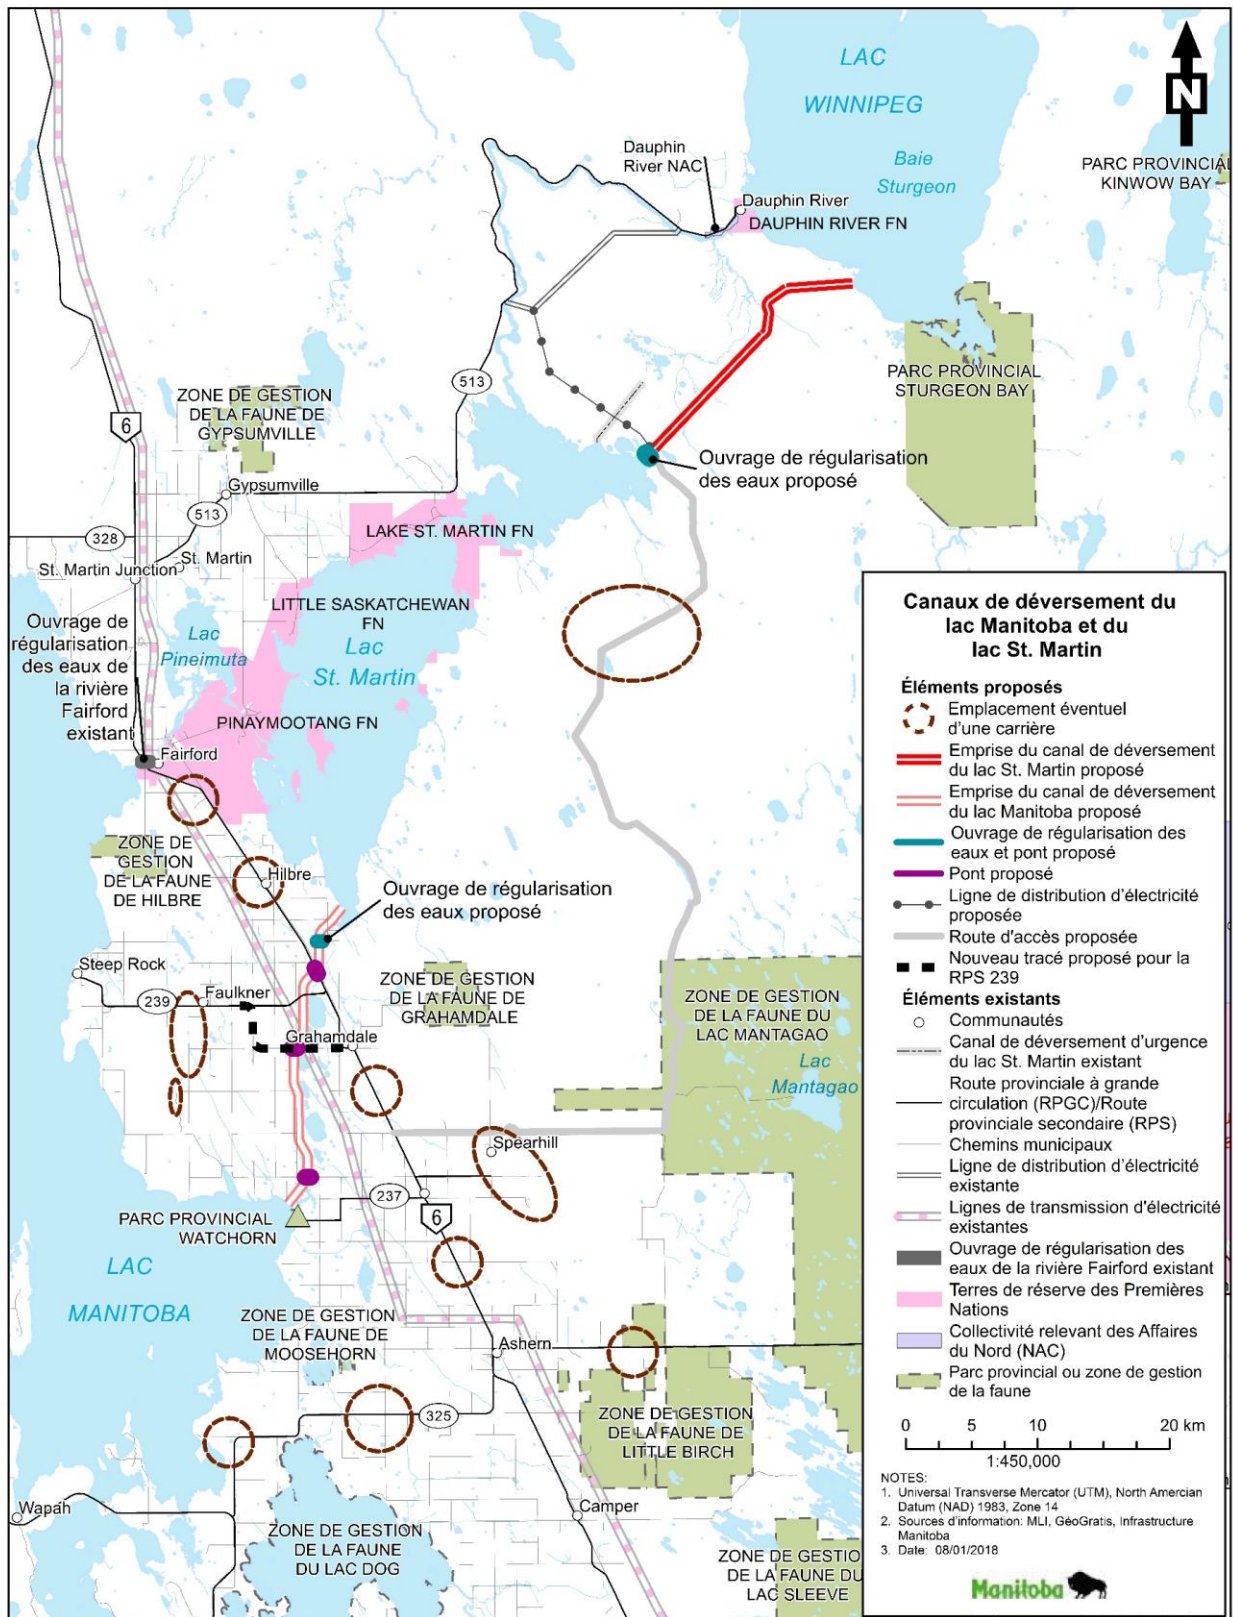 LAC
WINNIPEG
N
Baie
Sturgeon
PARC PROVINCIAL
KINWOW BAY
Dauphin
River NAC
Dauphin River
DAUPHIN RIVER FN
PARC PROVINCIAL
STURGEON BAY
513
ZONE DE GESTION
DE LA FAUNE DE
GYPSUMVILLE
6
Ouvrage de régularisation
des eaux proposé
Gypsumville
513
LAKE ST. MARTIN FN
328
St. Martin
St. Martin Junction
LITTLE SASKATCHEWAN
FN
Ouvrage de
régularisation
des eaux de
la rivière
Fairford
existant
Lac
Pineimuta
Lac
St. Martin
PINAYMOOTANG FN
Fairford
ZONE DE
GESTION
DE LA FAUNE
DE HILBRE
Hilbre
Ouvrage de régularisation
des eaux proposé
Steep Rock
239
Faulkner
ZONE DE GESTION
DE LA FAUNE DE
GRAHAMDALE
ZONE DE GESTION
DE LA FAUNE DU
LAC MANTAGAO
Grahamdale
Lac
Mantagao
Spearhill
237
PARC PROVINCIAL
WATCHORN
6
LAC
MANITOBA
ZONE DE GESTION
DE LA FAUNE DE
MOOSEHORN
Ashern
325
ZONE DE GESTION
DE LA FAUNE DE
LITTLE BIRCH
Wapah
Camper
ZONE DE GESTION
DE LA FAUNE
DU LAC DOG
ZONE DE GESTIO
DE LA FAUNE DU
LAC SLEEVE
Canaux de déversement du
lac Manitoba et du
lac St. Martin
Éléments proposés
Emplacement éventuel
d'une carrière
Emprise du canal de déversement
du lac St. Martin proposé
Emprise du canal de déversement
du lac Manitoba proposé
Ouvrage de régularisation des
eaux et pont proposé
Pont proposé
Ligne de distribution d'électricité
proposée
Route d'accès proposée
Nouveau tracé proposé pour la
RPS 239
Éléments existants
Communautés
Canal de déversement d'urgence
du lac St. Martin existant
Route provinciale à grande
circulation (RPGC)/Route
provinciale secondaire (RPS)
Chemins municipaux
Ligne de distribution d'électricité
existante
Lignes de transmission d'électricité
existantes
Ouvrage de régularisation des
eaux de la rivière Fairford existant
Terres de réserve des Premières
Nations
Collectivité relevant des Affaires
du Nord (NAC)
Parc provincial ou zone de gestion
de la faune
0 5 10 20 km
1:450,000
NOTES:
1. Universal Transverse Mercator (UTM), North Amercian
Datum (NAD) 1983, Zone 14
2. Sources d'information: MLI, GéoGratis, Infrastructure
Manitoba
3. Date: 08/01/2018
Manitoba